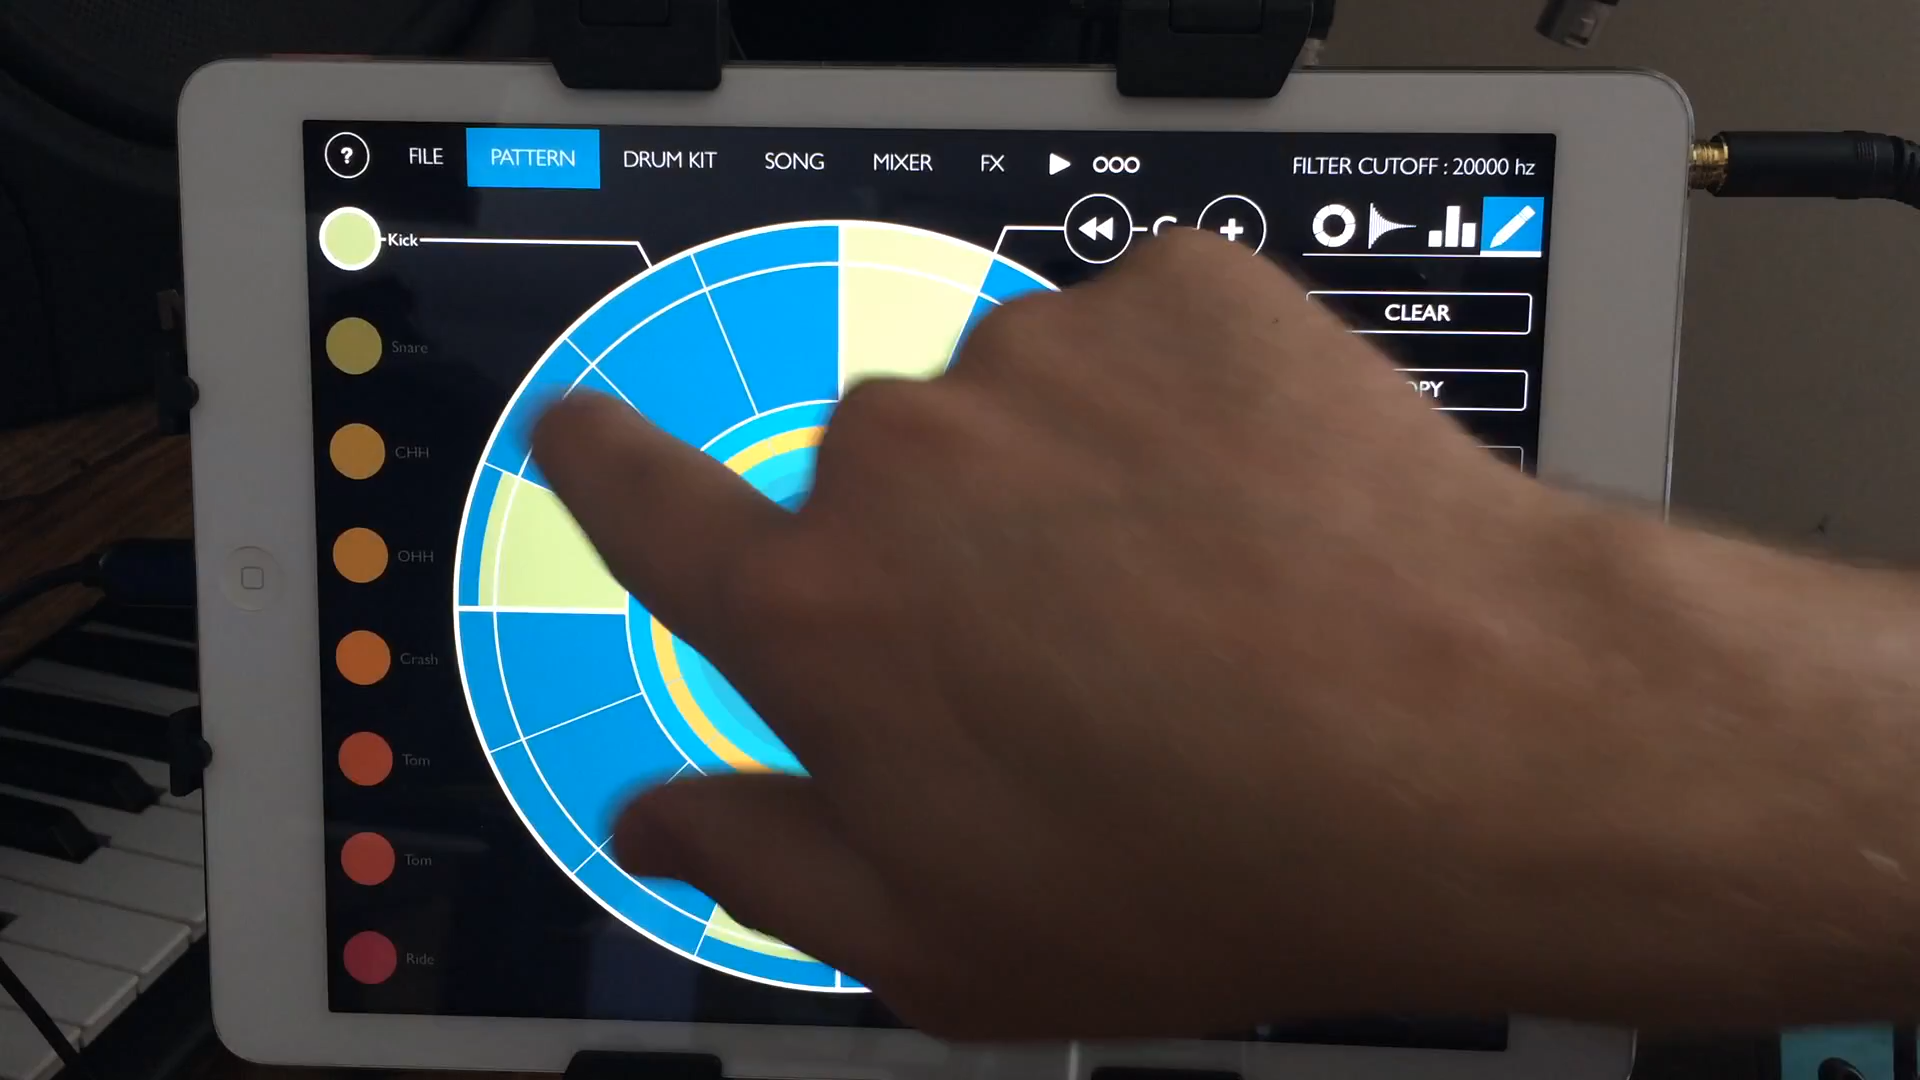 ? FILE PATTERN DRUM KIT SONG MIXER FX FILTER CUTOFF : 20000 hz
Kick
CLEAR
Snare
CHH
OHH
Crash
Tom
Tom
Ride